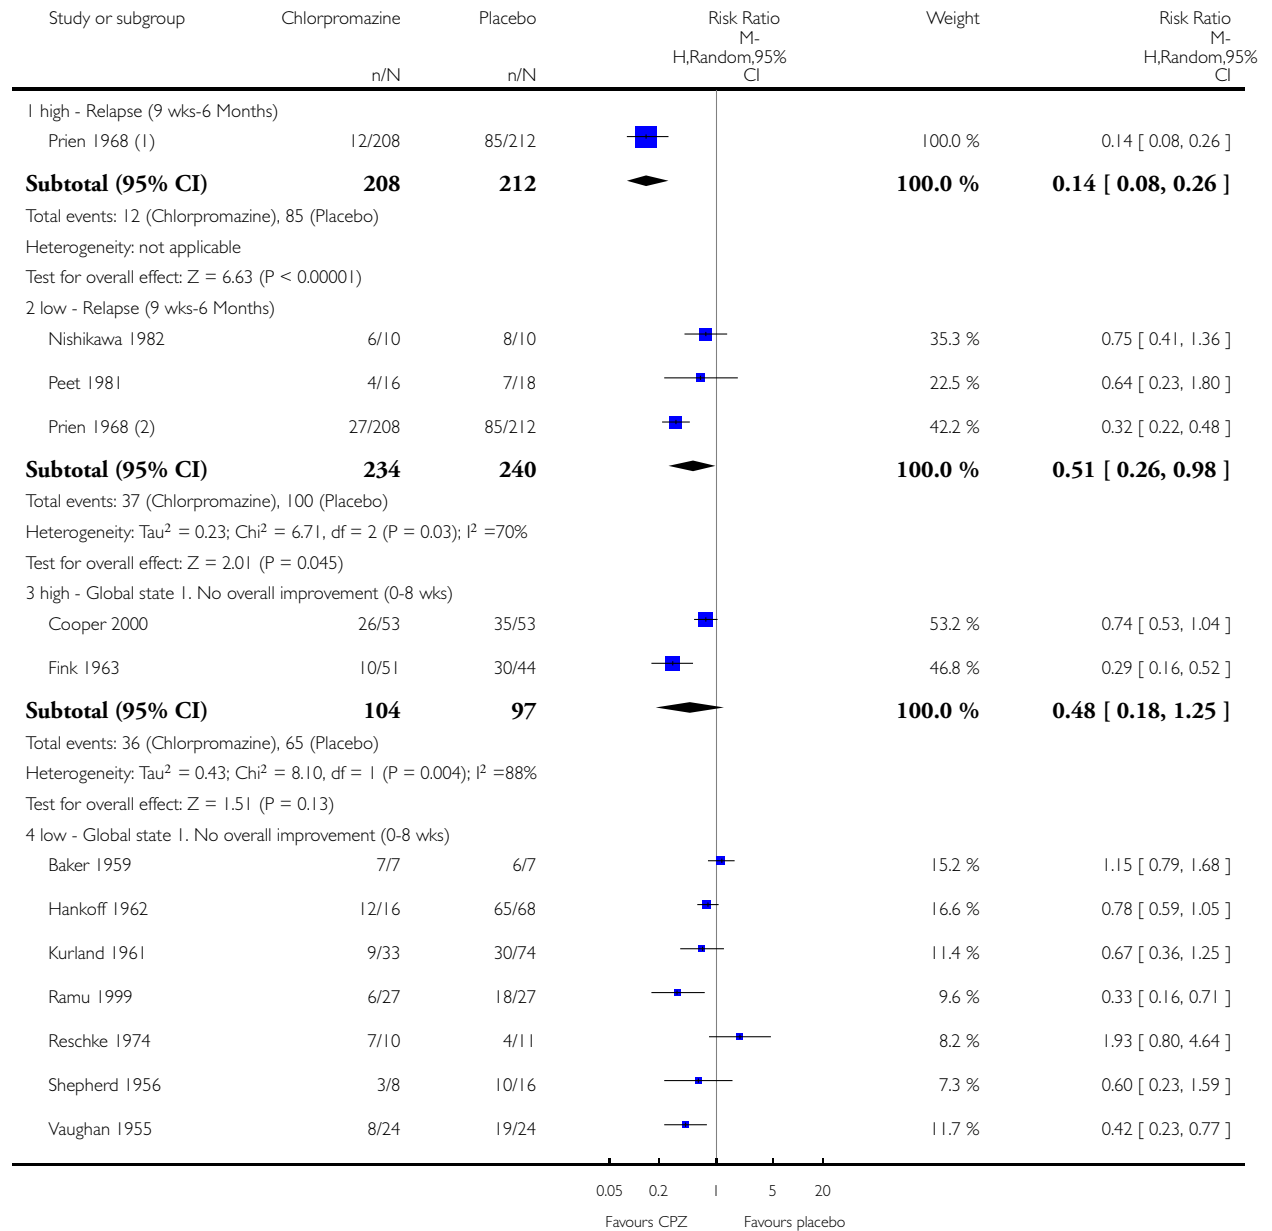 Study or subgroup Chlorpromazine Placebo Risk Ratio Weight Risk Ratio
M- M-
H,Random,95% H,Random,95%
n/N n/N CI CI
1 high - Relapse (9 wks-6 Months)
Prien 1968 (1) 12/208 85/212 100.0 % 0.14 [ 0.08, 0.26 ]
Subtotal (95% CI) 208 212 100.0 % 0.14 [ 0.08, 0.26 ]
Total events: 12 (Chlorpromazine), 85 (Placebo)
Heterogeneity: not applicable
Test for overall effect: Z = 6.63 (P < 0.00001)
2 low - Relapse (9 wks-6 Months)
Nishikawa 1982 6/10 8/10 35.3 % 0.75 [ 0.41, 1.36 ]
Peet 1981 4/16 7/18 22.5 % 0.64 [ 0.23, 1.80 ]
Prien 1968 (2) 27/208 85/212 42.2 % 0.32 [ 0.22, 0.48 ]
Subtotal (95% CI) 234 240 100.0 % 0.51 [ 0.26, 0.98 ]
Total events: 37 (Chlorpromazine), 100 (Placebo)
Heterogeneity: Tau² = 0.23; Chi² = 6.71, df = 2 (P = 0.03); I² =70%
Test for overall effect: Z = 2.01 (P = 0.045)
3 high - Global state 1. No overall improvement (0-8 wks)
Cooper 2000 26/53 35/53 53.2 % 0.74 [ 0.53, 1.04 ]
Fink 1963 10/51 30/44 46.8 % 0.29 [ 0.16, 0.52 ]
Subtotal (95% CI) 104 97 100.0 % 0.48 [ 0.18, 1.25 ]
Total events: 36 (Chlorpromazine), 65 (Placebo)
Heterogeneity: Tau² = 0.43; Chi² = 8.10, df = 1 (P = 0.004); I² =88%
Test for overall effect: Z = 1.51 (P = 0.13)
4 low - Global state 1. No overall improvement (0-8 wks)
Baker 1959 7/7 6/7 15.2 % 1.15 [ 0.79, 1.68 ]
Hankoff 1962 12/16 65/68 16.6 % 0.78 [ 0.59, 1.05 ]
Kurland 1961 9/33 30/74 11.4 % 0.67 [ 0.36, 1.25 ]
Ramu 1999 6/27 18/27 9.6 % 0.33 [ 0.16, 0.71 ]
Reschke 1974 7/10 4/11 8.2 % 1.93 [ 0.80, 4.64 ]
Shepherd 1956 3/8 10/16 7.3 % 0.60 [ 0.23, 1.59 ]
Vaughan 1955 8/24 19/24 11.7 % 0.42 [ 0.23, 0.77 ]
0.05 0.2 1 5 20
Favours CPZ Favours placebo